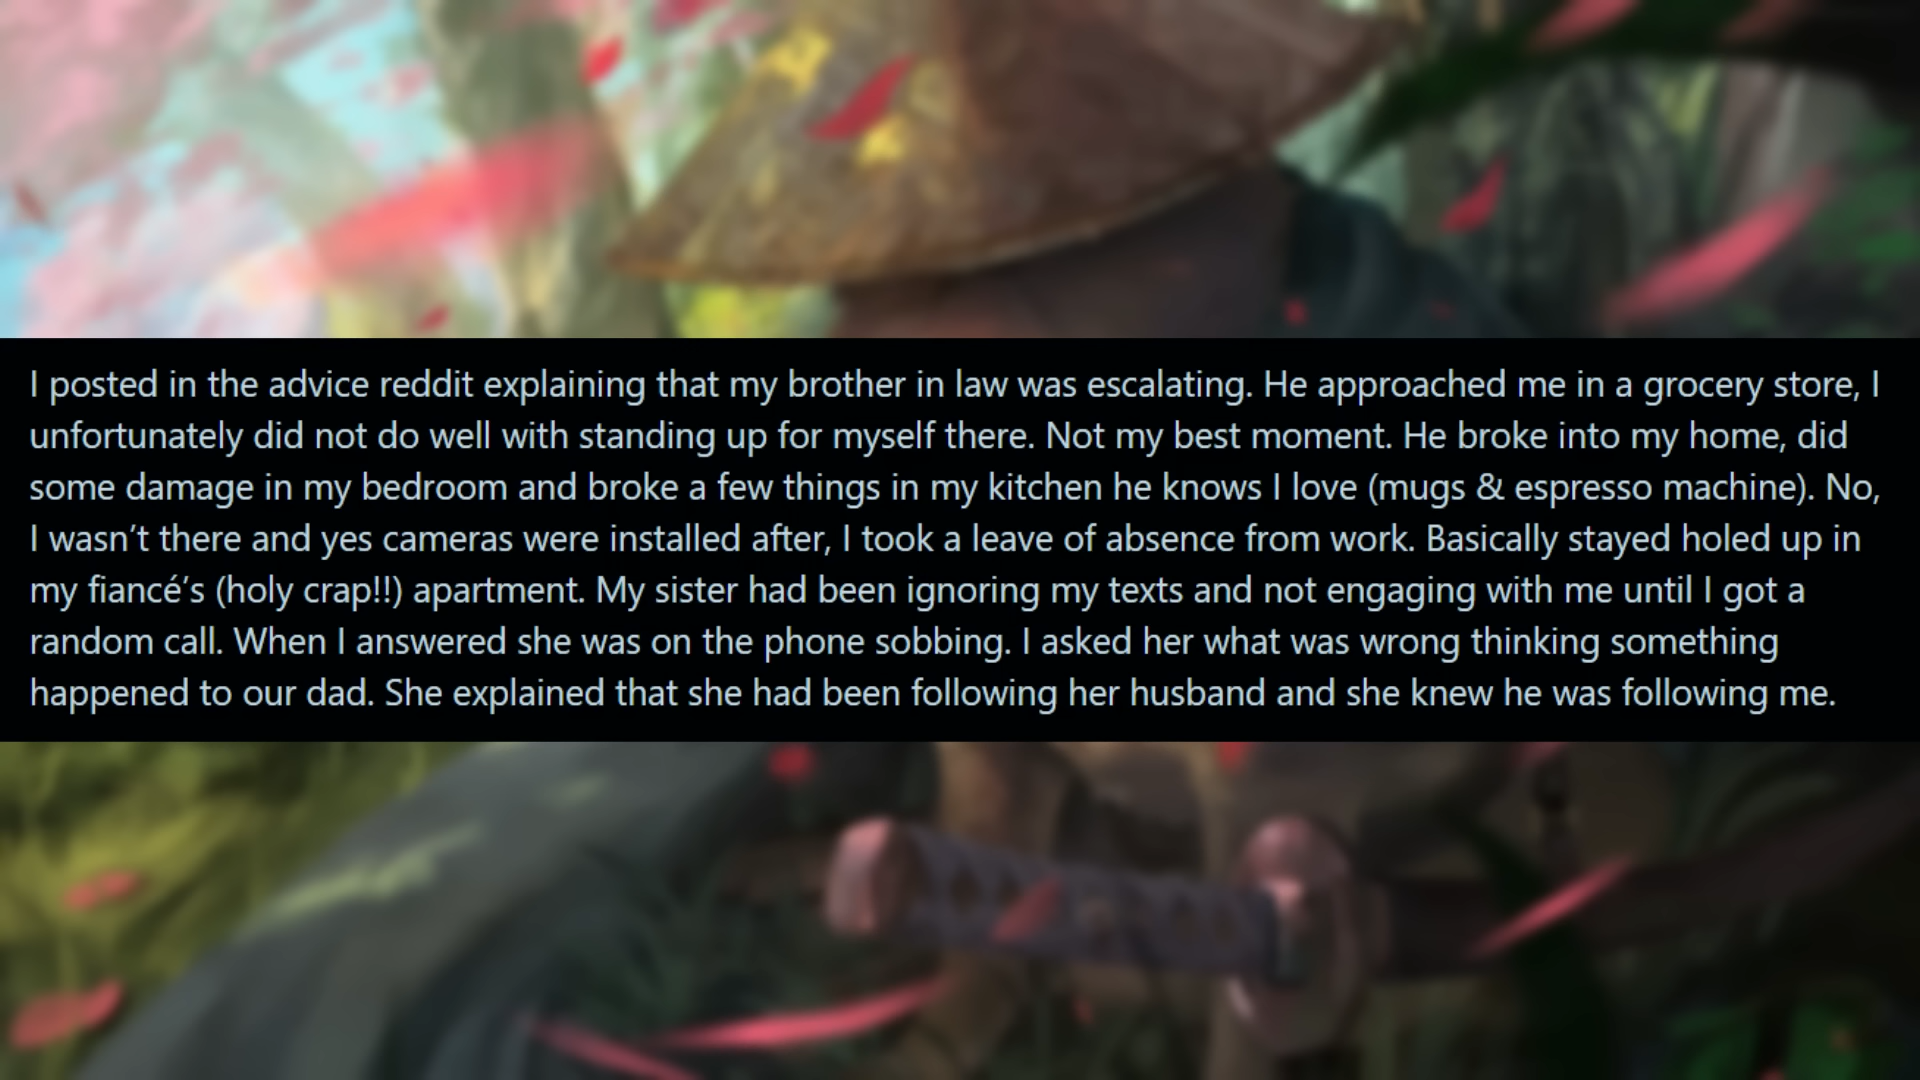 I posted in the advice reddit explaining that my brother in law was escalating. He approached me in a grocery store, I
unfortunately did not do well with standing up for myself there. Not my best moment. He broke into my home, did
some damage in my bedroom and broke a few things in my kitchen he knows I love (mugs & espresso machine). No,
I wasn’t there and yes cameras were installed after, I took a leave of absence from work. Basically stayed holed up in
my fiancé’s (holy crap!!) apartment. My sister had been ignoring my texts and not engaging with me until I got a
random call. When I answered she was on the phone sobbing. I asked her what was wrong thinking something
happened to our dad. She explained that she had been following her husband and she knew he was following me.